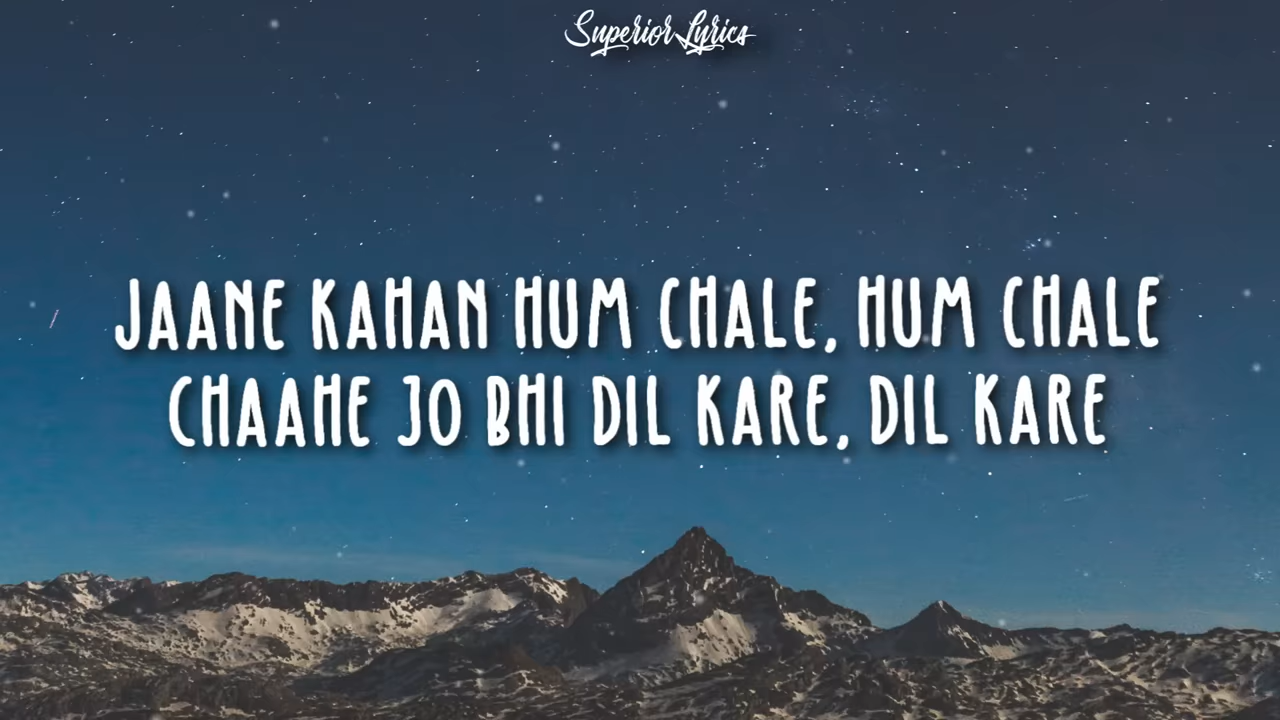 Superior Lyrics
JAANE KAHAN HUM CHALE, HUM CHALE
CHAAHE JO BHI DIL KARE, DIL KARE